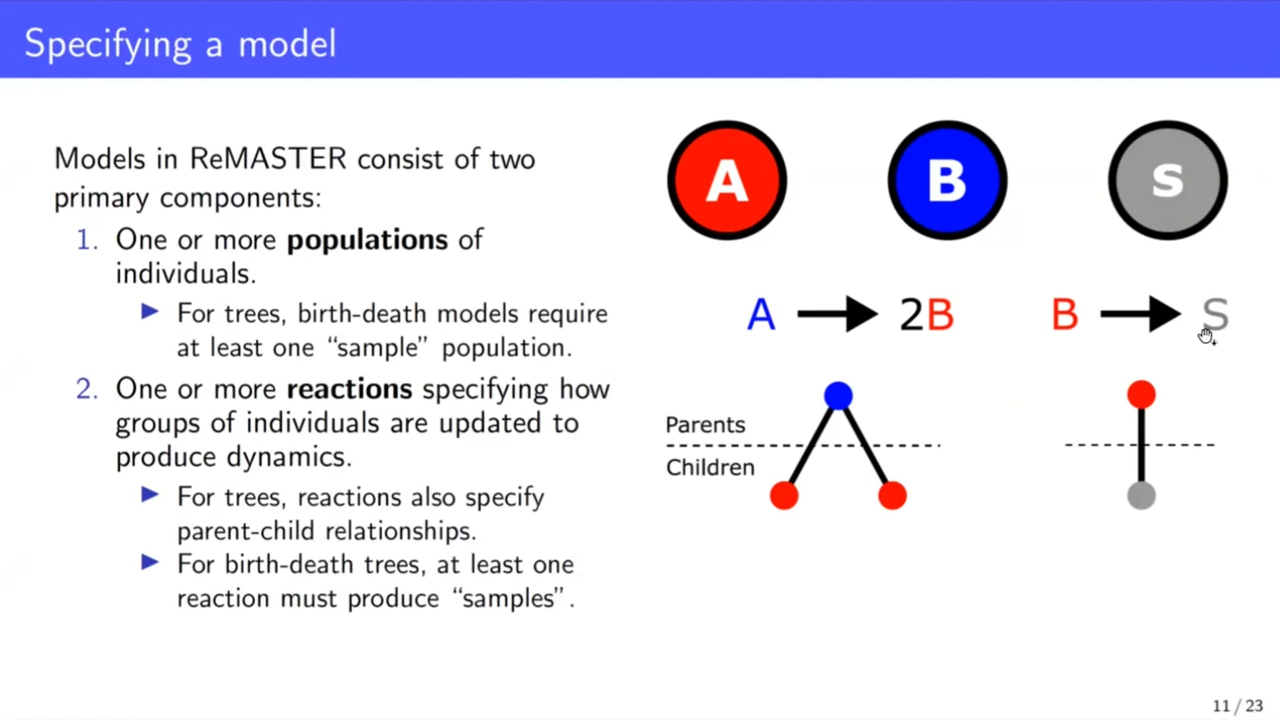 Specifying a model
Models in ReMASTER consist of two
primary components:
1. One or more populations of
individuals.
▶ For trees, birth-death models require
at least one “sample” population.
2. One or more reactions specifying how
groups of individuals are updated to
produce dynamics.
▶ For trees, reactions also specify
parent-child relationships.
▶ For birth-death trees, at least one
reaction must produce “samples”.
A B s
A → 2B B → S
Parents
Children
11 / 23